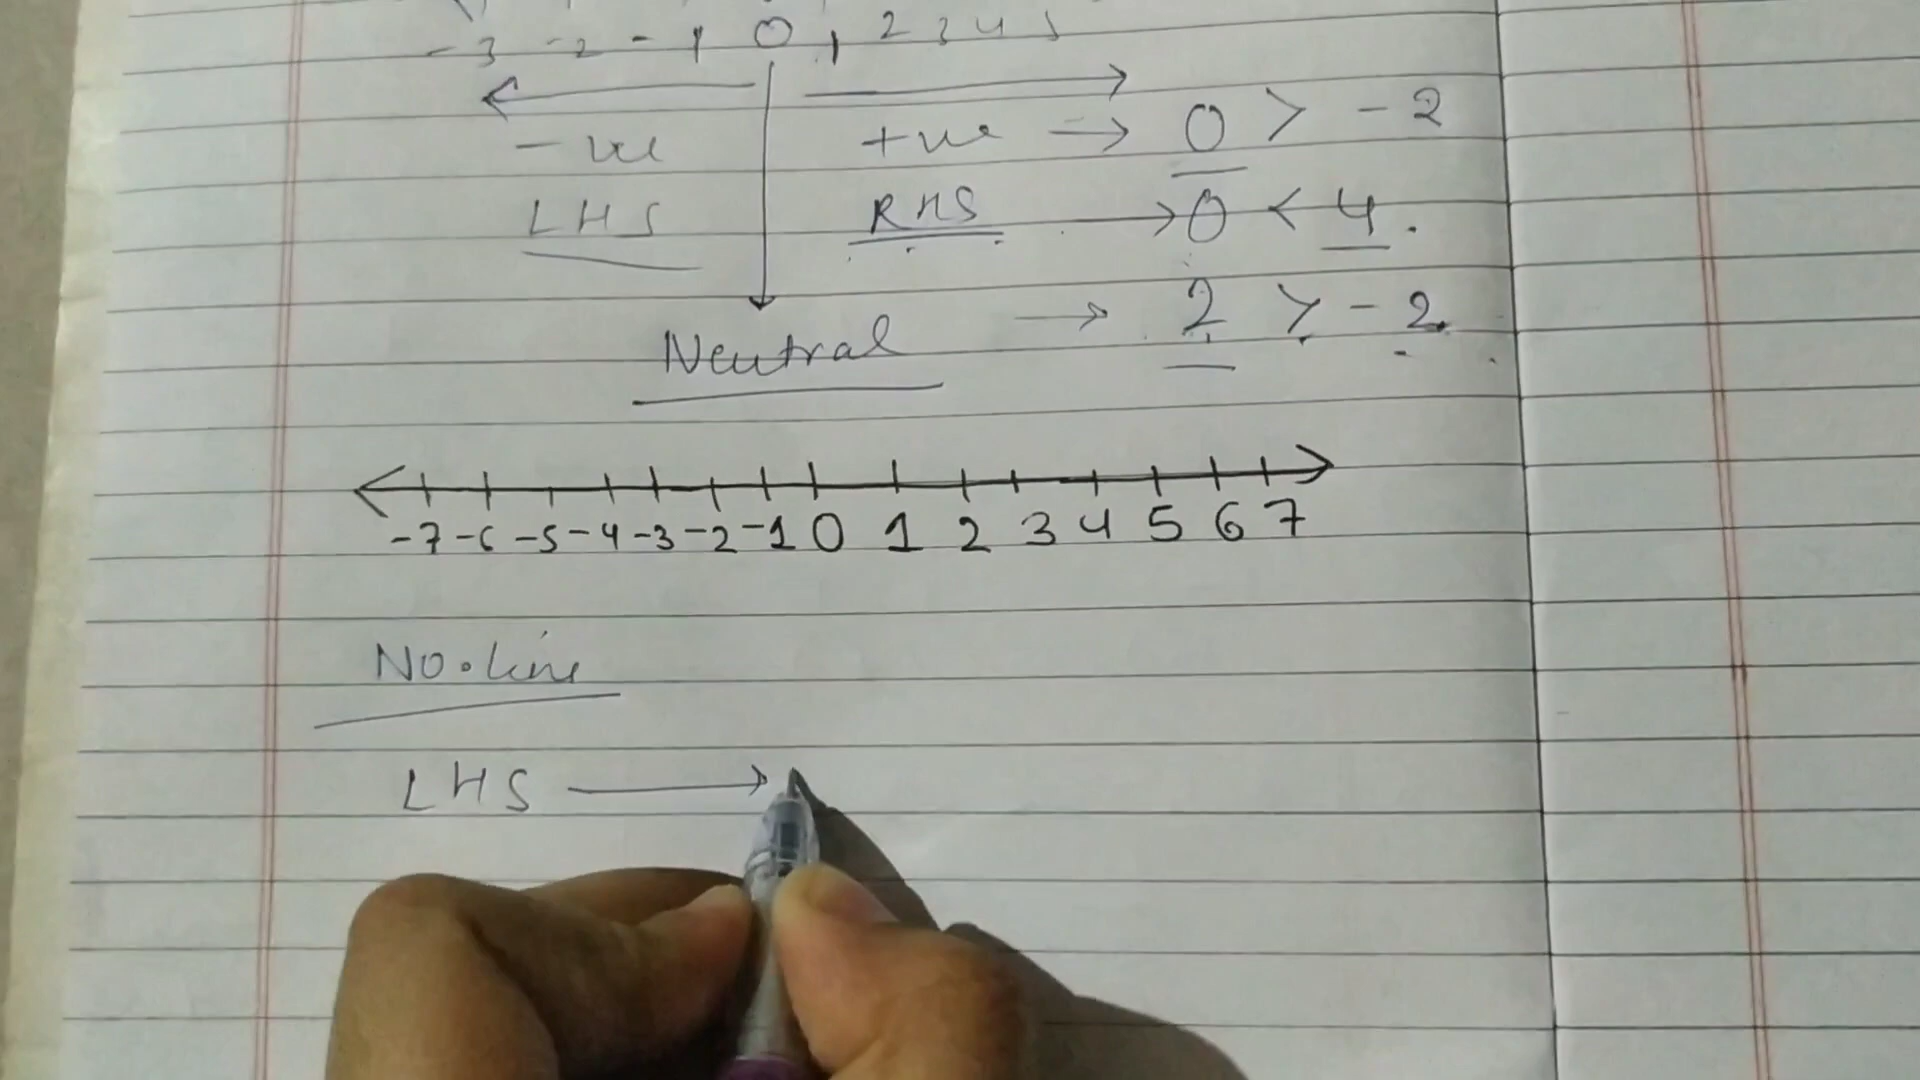 -3 -2 -1 0 1 2 3 4 5
-ve +ve → 0 > -2
LHS RHS → 0 < 4.
Neutral → 2 > -2
-7 -6 -5 -4 -3 -2 -1 0 1 2 3 4 5 6 7
No. line
LHS →